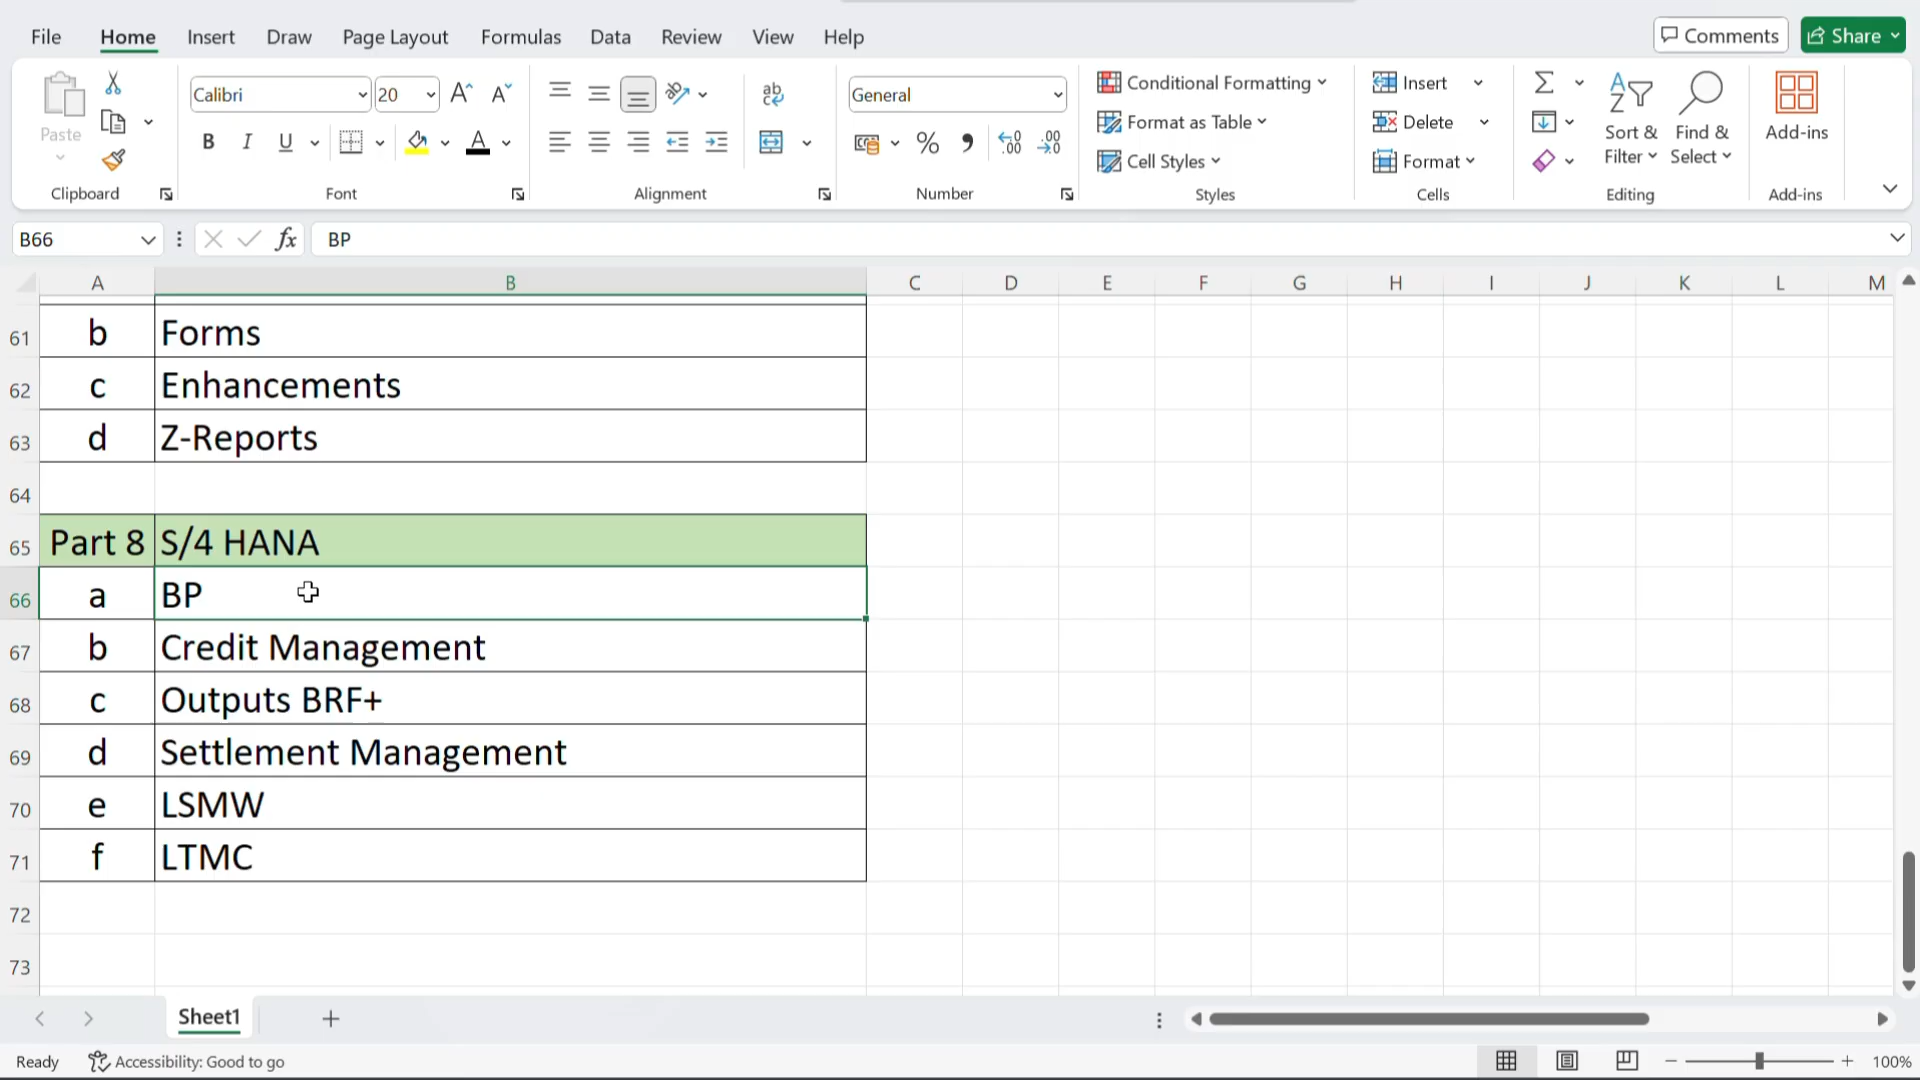 File Home Insert Draw Page Layout Formulas Data Review View Help Comments Share
Calibri 20 ab General Conditional Formatting Insert
Paste Format as Table Delete Sort & Find & Add-ins
B I U A % , Cell Styles Format Filter Select
Clipboard Font Alignment Number Styles Cells Editing Add-ins
B66 fx BP
A B C D E F G H I J K L M
61 b Forms
62 c Enhancements
63 d Z-Reports
64
65 Part 8 S/4 HANA
66 a BP
67 b Credit Management
68 c Outputs BRF+
69 d Settlement Management
70 e LSMW
71 f LTMC
72
73
Sheet1
Ready Accessibility: Good to go 100%